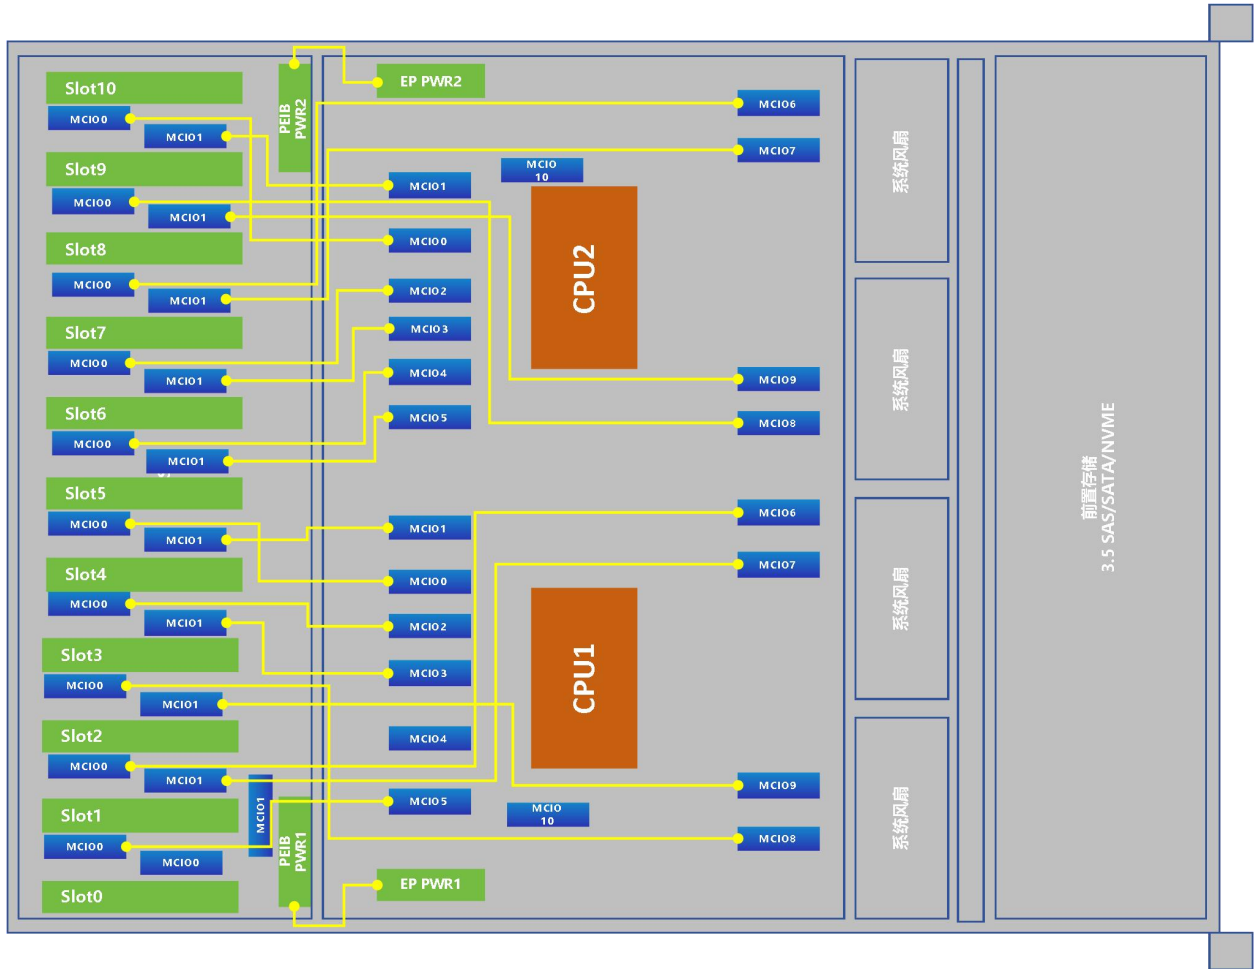 Slot10
MCIO0
MCIO1
Slot9
MCIO0
MCIO1
Slot8
MCIO0
MCIO1
Slot7
MCIO0
MCIO1
Slot6
MCIO0
MCIO1
Slot5
MCIO0
MCIO1
Slot4
MCIO0
MCIO1
Slot3
MCIO0
MCIO1
Slot2
MCIO0
MCIO1
Slot1
MCIO0
MCIO0
Slot0
MCIO1
PEIB
PWR2
PEIB
PWR1
EP PWR2
MCIO1
MCIO0
MCIO2
MCIO3
MCIO4
MCIO5
MCIO1
MCIO0
MCIO2
MCIO3
MCIO4
MCIO5
EP PWR1
MCIO
10
CPU2
CPU1
MCIO
10
MCIO6
MCIO7
MCIO9
MCIO8
MCIO6
MCIO7
MCIO9
MCIO8
系统风扇
系统风扇
系统风扇
系统风扇
前置存储
3.5 SAS/SATA/NVME